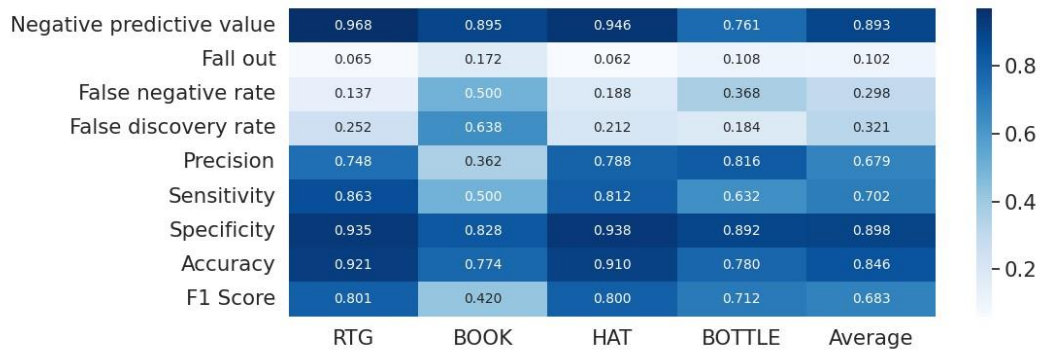 Negative predictive value 0.968 0.895 0.946 0.761 0.893
Fall out 0.065 0.172 0.062 0.108 0.102
False negative rate 0.137 0.500 0.188 0.368 0.298
False discovery rate 0.252 0.638 0.212 0.184 0.321
Precision 0.748 0.362 0.788 0.816 0.679
Sensitivity 0.863 0.500 0.812 0.632 0.702
Specificity 0.935 0.828 0.938 0.892 0.898
Accuracy 0.921 0.774 0.910 0.780 0.846
F1 Score 0.801 0.420 0.800 0.712 0.683
RTG BOOK HAT BOTTLE Average
0.8
0.6
0.4
0.2